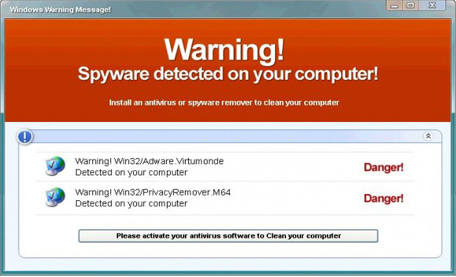 Windows Warning Message!
Warning!
Spyware detected on your computer!
Install an antivirus or spyware remover to clean your computer
Warning! Win32/Adware.Virtumonde
Detected on your computer
Danger!
Warning! Win32/PrivacyRemover.M64
Detected on your computer
Danger!
Please activate your antivirus software to Clean your computer